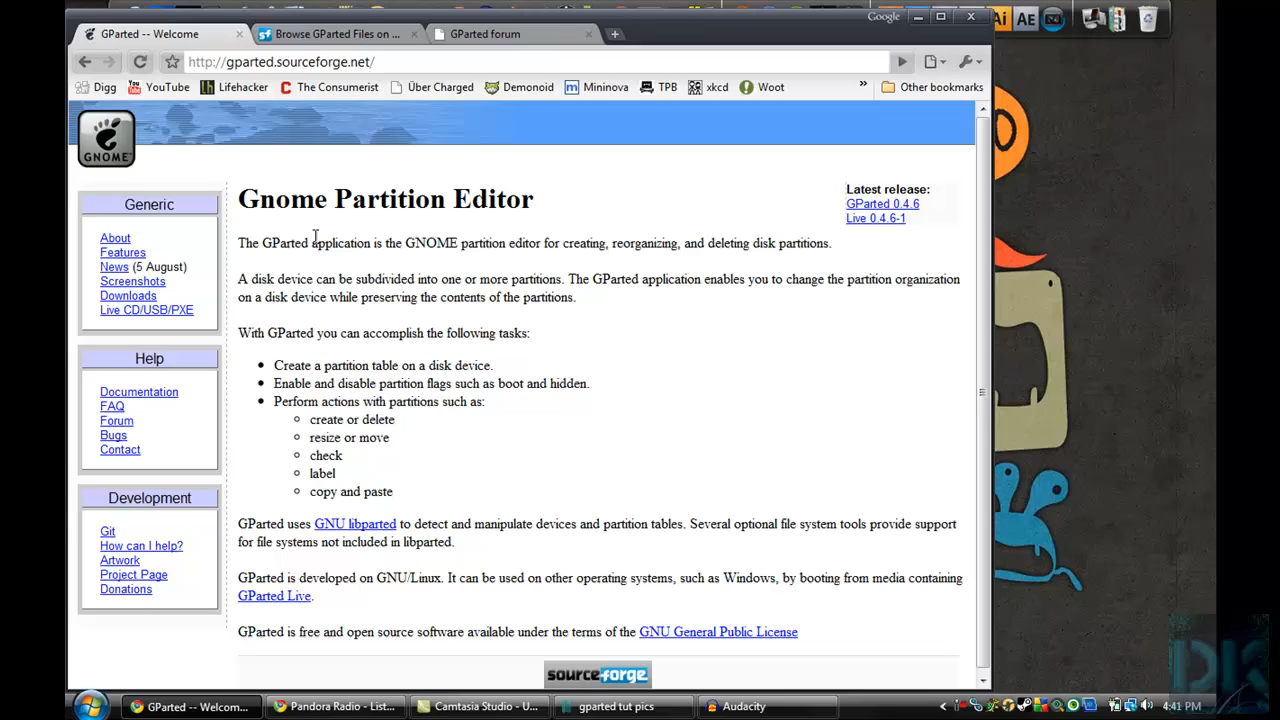 Google
Ai AE
GParted -- Welcome
Browse GParted Files on ...
GParted forum
http://gparted.sourceforge.net/
Digg YouTube Lifehacker The Consumerist Über Charged Demonoid Mininova TPB xkcd Woot » Other bookmarks
GNOME
Generic
About
Features
News (5 August)
Screenshots
Downloads
Live CD/USB/PXE
Help
Documentation
FAQ
Forum
Bugs
Contact
Development
Git
How can I help?
Artwork
Project Page
Donations
Gnome Partition Editor
Latest release:
GParted 0.4.6
Live 0.4.6-1
The GParted application is the GNOME partition editor for creating, reorganizing, and deleting disk partitions.
A disk device can be subdivided into one or more partitions. The GParted application enables you to change the partition organization
on a disk device while preserving the contents of the partitions.
With GParted you can accomplish the following tasks:
Create a partition table on a disk device.
Enable and disable partition flags such as boot and hidden.
Perform actions with partitions such as:
create or delete
resize or move
check
label
copy and paste
GParted uses GNU libparted to detect and manipulate devices and partition tables. Several optional file system tools provide support
for file systems not included in libparted.
GParted is developed on GNU/Linux. It can be used on other operating systems, such as Windows, by booting from media containing
GParted Live.
GParted is free and open source software available under the terms of the GNU General Public License
sourceforge
GParted -- Welcom...
Pandora Radio - List...
Camtasia Studio - U...
gparted tut pics
Audacity
4:41 PM
DK